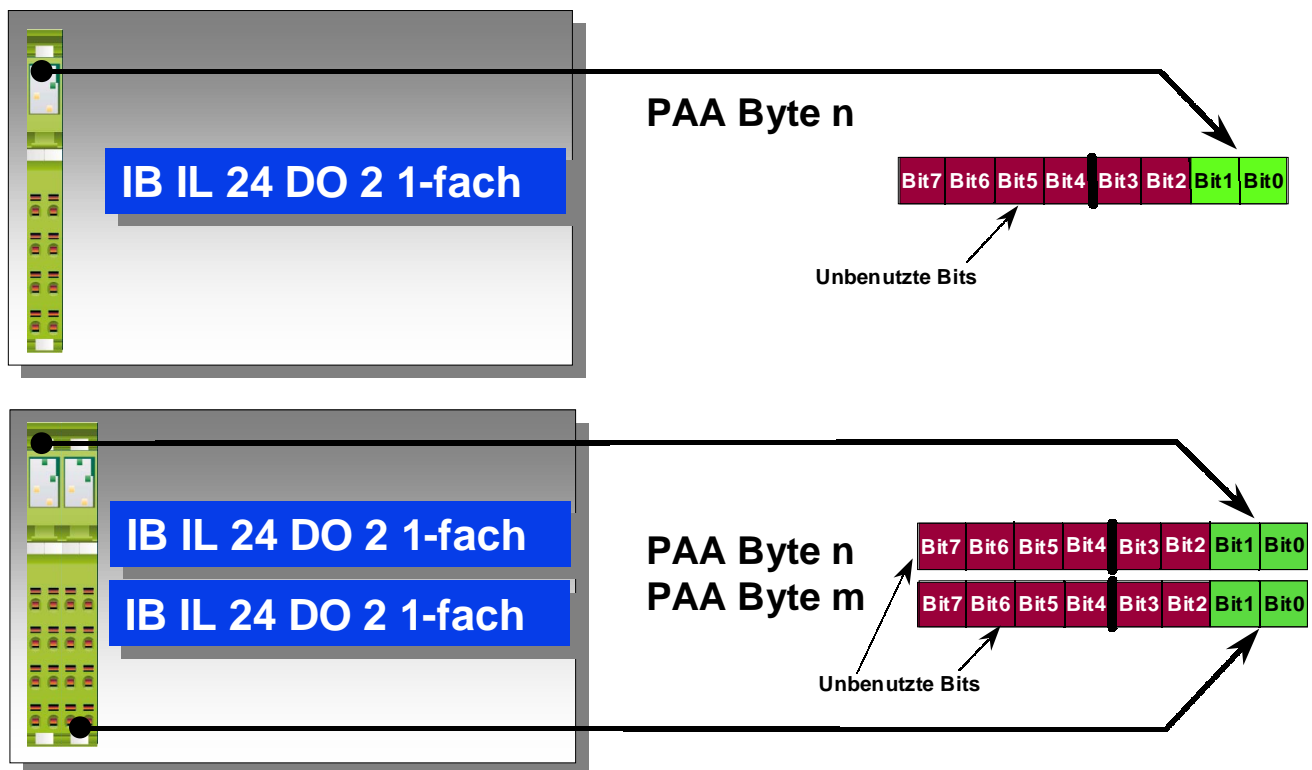 PAA Byte n
IB IL 24 DO 2 1-fach
Bit7 Bit6 Bit5 Bit4 Bit3 Bit2 Bit1 Bit0
Unbenutzte Bits
IB IL 24 DO 2 1-fach
PAA Byte n
Bit7 Bit6 Bit5 Bit4 Bit3 Bit2 Bit1 Bit0
IB IL 24 DO 2 1-fach
PAA Byte m
Bit7 Bit6 Bit5 Bit4 Bit3 Bit2 Bit1 Bit0
Unbenutzte Bits